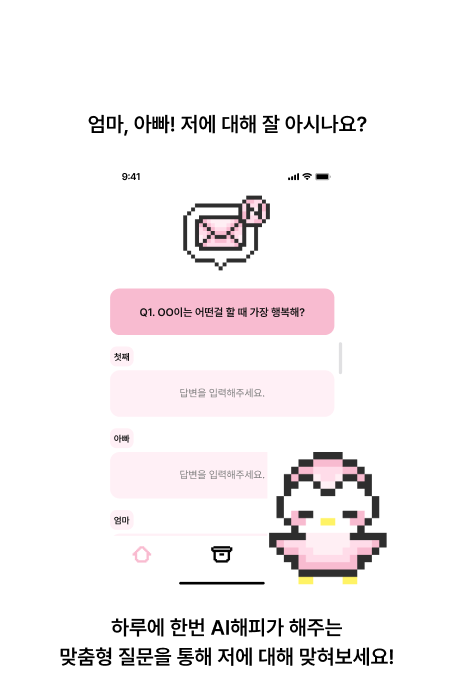 엄마, 아빠! 저에 대해 잘 아시나요?
9:41
N
Q1. OO이는 어떤걸 할 때 가장 행복해?
첫째
답변을 입력해주세요.
아빠
답변을 입력해주세요.
엄마
하루에 한번 AI해피가 해주는
맞춤형 질문을 통해 저에 대해 맞혀보세요!